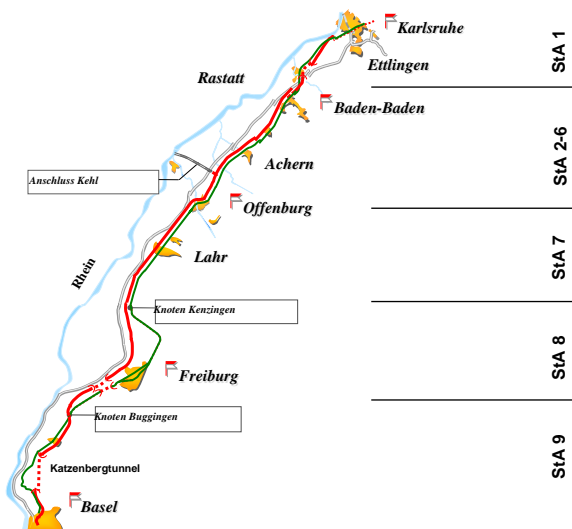 Karlsruhe
StA 1
Ettlingen
Rastatt
Baden-Baden
StA 2-6
Achern
Anschluss Kehl
Offenburg
StA 7
Lahr
Rhein
Knoten Kenzingen
StA 8
Freiburg
Knoten Buggingen
StA 9
Katzenbergtunnel
Basel